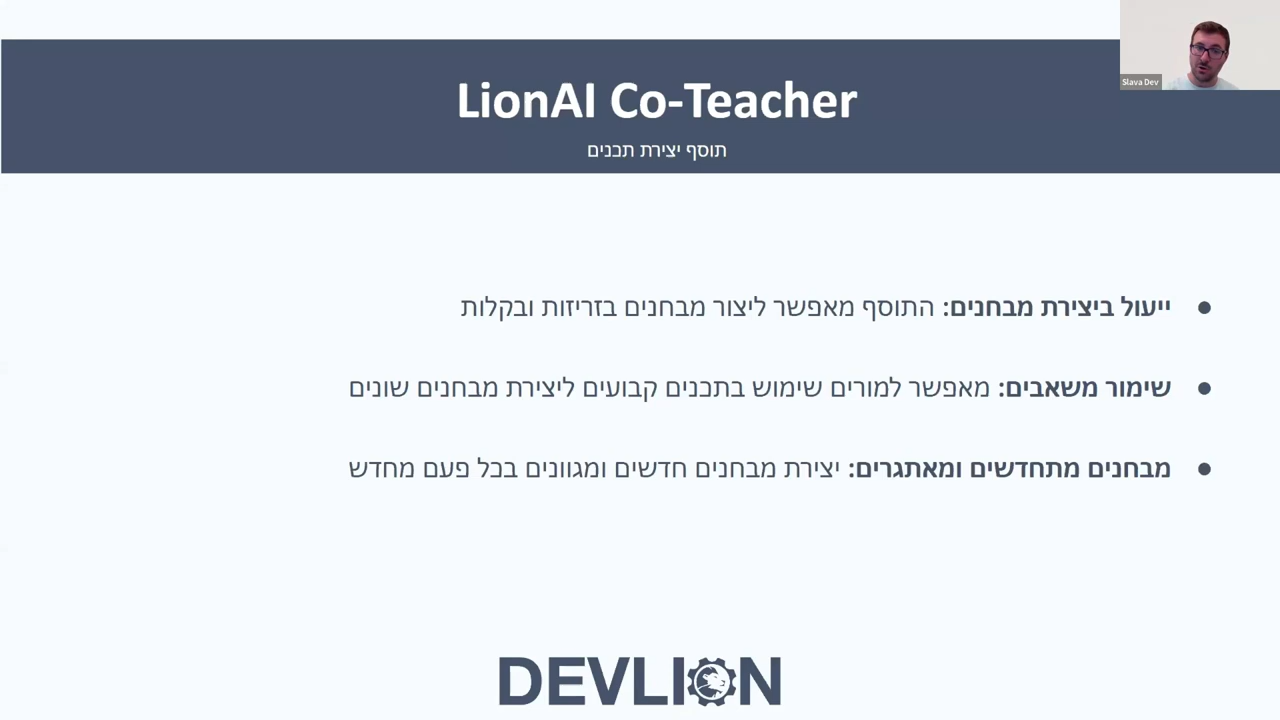 Slava Dev
LionAI Co-Teacher
תוסף יצירת תכנים
ייעול ביצירת מבחנים: התוסף מאפשר ליצור מבחנים בזריזות ובקלות
שימור משאבים: מאפשר למורים שימוש בתכנים קבועים ליצירת מבחנים שונים
מבחנים מתחדשים ומאתגרים: יצירת מבחנים חדשים ומגוונים בכל פעם מחדש
DEVLION